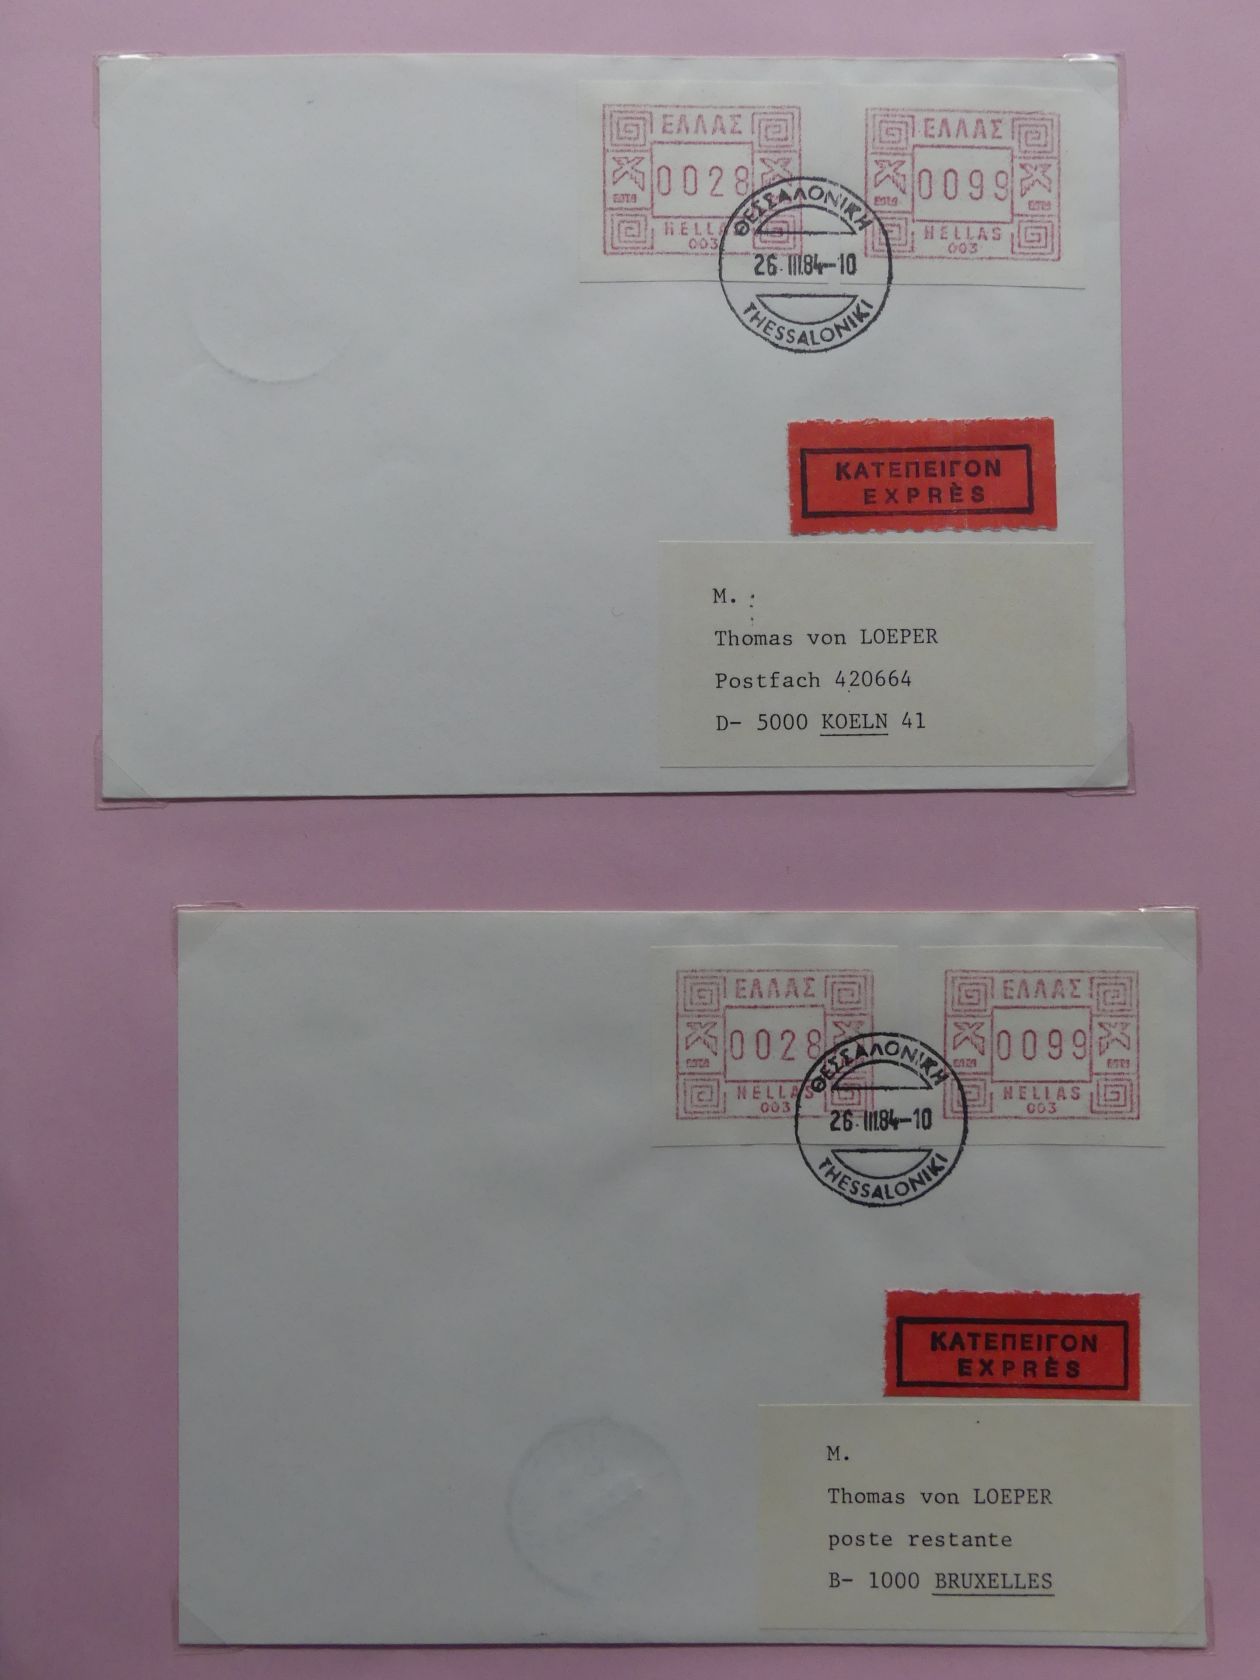 ΕΛΛΑΣ
0028
HELLAS
003
ΕΛΛΑΣ
0099
HELLAS
003
ΘΕΣΣΑΛΟΝΙΚΗ
26.III.84-10
THESSALONIKI
ΚΑΤΕΠΕΙΓΟΝ
EXPRÈS
M.
Thomas von LOEPER
Postfach 420664
D- 5000 KOELN 41
ΕΛΛΑΣ
0028
HELLAS
003
ΕΛΛΑΣ
0099
HELLAS
003
ΘΕΣΣΑΛΟΝΙΚΗ
26.III.84-10
THESSALONIKI
ΚΑΤΕΠΕΙΓΟΝ
EXPRÈS
M.
Thomas von LOEPER
poste restante
B- 1000 BRUXELLES